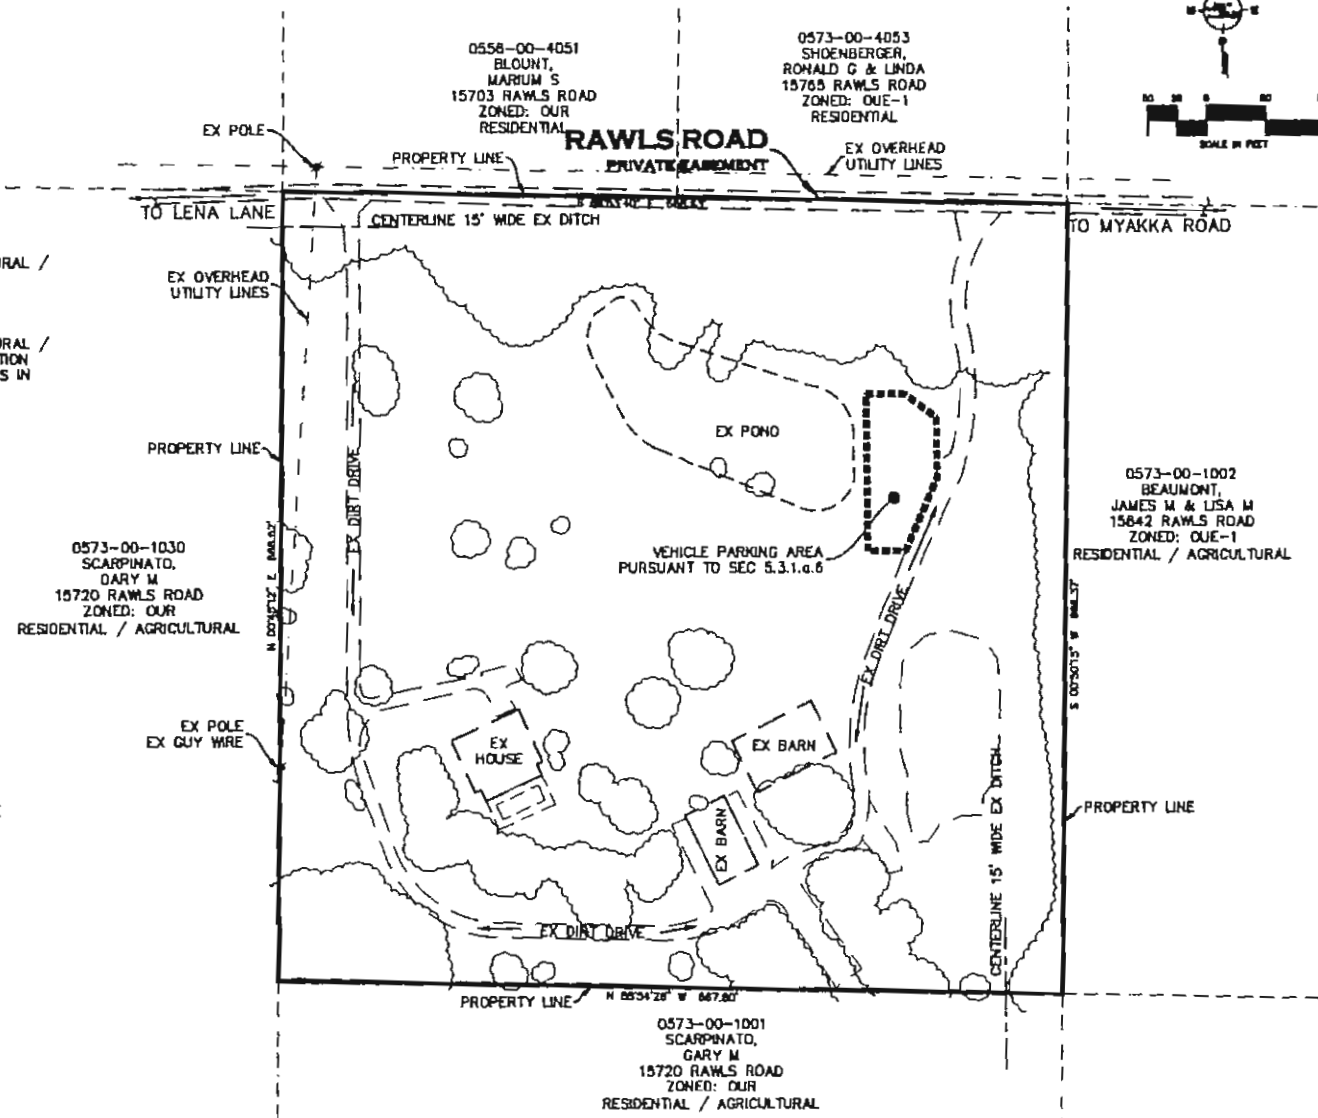 0558-00-4051
BLOUNT,
MARIUM S
15703 RAWLS ROAD
ZONED: OUR
RESIDENTIAL
0573-00-4053
SHOENBERGER,
RONALD G & LINDA
15765 RAWLS ROAD
ZONED: OUE-1
RESIDENTIAL
SCALE IN FEET
EX POLE
PROPERTY LINE
RAWLS ROAD
PRIVATE EASEMENT
EX OVERHEAD
UTILITY LINES
TO LENA LANE
CENTERLINE 15' WIDE EX DITCH
TO MYAKKA ROAD
RAL /
EX OVERHEAD
UTILITY LINES
RAL /
TION
S IN
PROPERTY LINE
EX DIRT DRIVE
EX POND
VEHICLE PARKING AREA
PURSUANT TO SEC 5.3.1.a.6
0573-00-1002
BEAUMONT,
JAMES M & LISA M
15842 RAWLS ROAD
ZONED: OUE-1
RESIDENTIAL / AGRICULTURAL
0573-00-1030
SCARPINATO,
GARY M
15720 RAWLS ROAD
ZONED: OUR
RESIDENTIAL / AGRICULTURAL
EX DIRT DRIVE
EX POLE
EX GUY WIRE
EX
HOUSE
EX BARN
EX BARN
CENTERLINE 15' WIDE EX DITCH
PROPERTY LINE
EX DIRT DRIVE
PROPERTY LINE
0573-00-1001
SCARPINATO,
GARY M
15720 RAWLS ROAD
ZONED: OUR
RESIDENTIAL / AGRICULTURAL